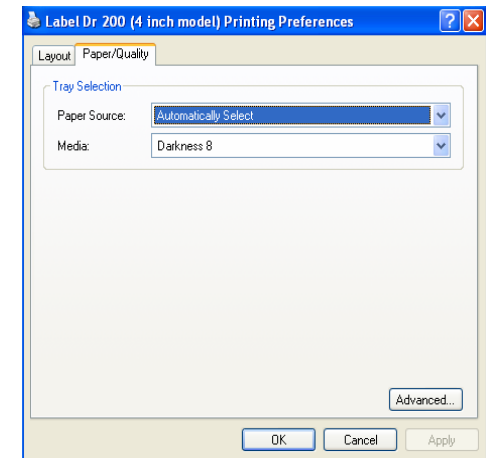 Label Dr 200 (4 inch model) Printing Preferences
Layout Paper/Quality
Tray Selection
Paper Source: Automatically Select
Media: Darkness 8
Advanced...
OK Cancel Apply